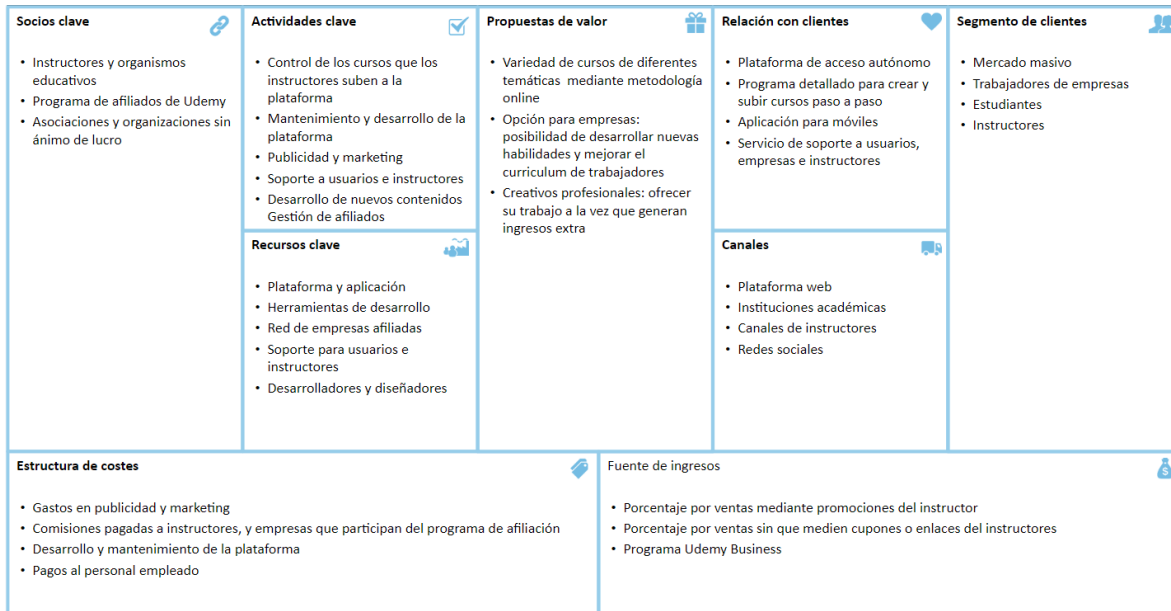 Socios clave
• Instructores y organismos
educativos
• Programa de afiliados de Udemy
• Asociaciones y organizaciones sin
ánimo de lucro
Actividades clave
• Control de los cursos que los
instructores suben a la
plataforma
• Mantenimiento y desarrollo de la
plataforma
• Publicidad y marketing
• Soporte a usuarios e instructores
• Desarrollo de nuevos contenidos
Gestión de afiliados
Recursos clave
• Plataforma y aplicación
• Herramientas de desarrollo
• Red de empresas afiliadas
• Soporte para usuarios e
instructores
• Desarrolladores y diseñadores
Propuestas de valor
• Variedad de cursos de diferentes
temáticas mediante metodología
online
• Opción para empresas:
posibilidad de desarrollar nuevas
habilidades y mejorar el
curriculum de trabajadores
• Creativos profesionales: ofrecer
su trabajo a la vez que generan
ingresos extra
Relación con clientes
• Plataforma de acceso autónomo
• Programa detallado para crear y
subir cursos paso a paso
• Aplicación para móviles
• Servicio de soporte a usuarios,
empresas e instructores
Canales
• Plataforma web
• Instituciones académicas
• Canales de instructores
• Redes sociales
Segmento de clientes
• Mercado masivo
• Trabajadores de empresas
• Estudiantes
• Instructores
Estructura de costes
• Gastos en publicidad y marketing
• Comisiones pagadas a instructores, y empresas que participan del programa de afiliación
• Desarrollo y mantenimiento de la plataforma
• Pagos al personal empleado
Fuente de ingresos
• Porcentaje por ventas mediante promociones del instructor
• Porcentaje por ventas sin que medien cupones o enlaces del instructores
• Programa Udemy Business